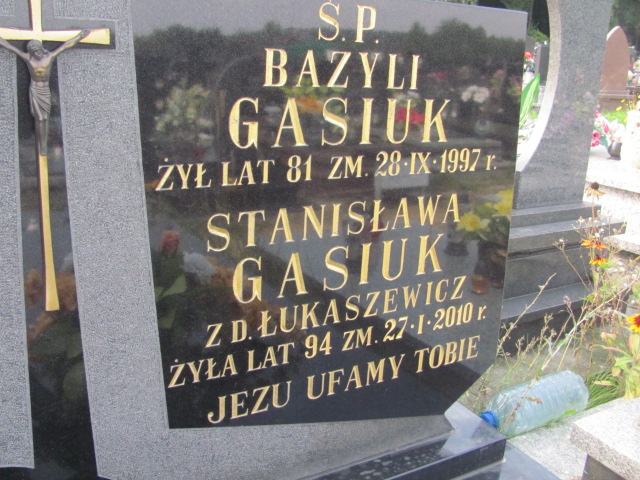 Ś.P.
BAZYLI
GASIUK
ŻYŁ LAT 81 ZM. 28·IX·1997 r.
STANISŁAWA
GASIUK
Z D. ŁUKASZEWICZ
ŻYŁA LAT 94 ZM. 27·I·2010 r.
JEZU UFAMY TOBIE